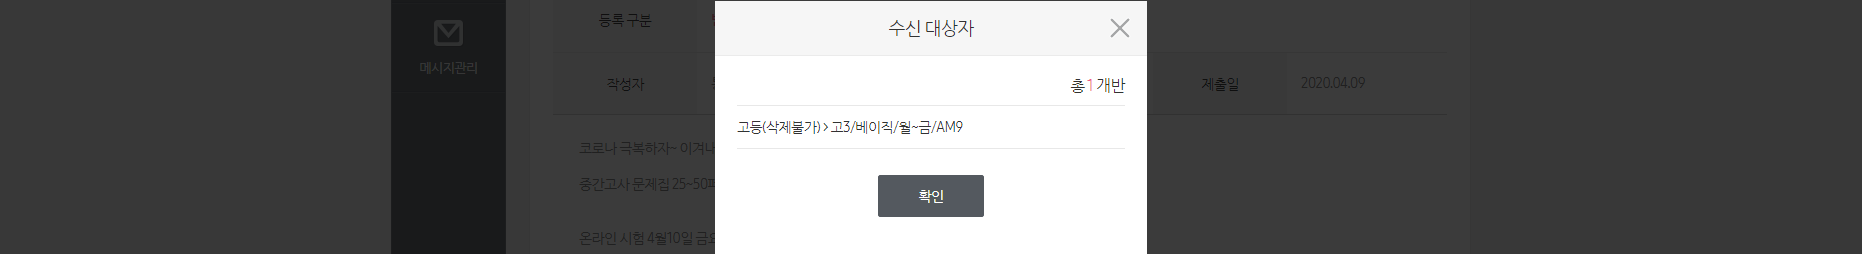 등록 구분
메시지관리
작성자
제출일
2020.04.09
코로나 극복하자~ 이겨내
중간고사 문제집 25~50페
온라인 시험 4월10일 금요
수신 대상자
총 1 개반
고등(삭제불가) > 고3/베이직/월~금/AM9
확인